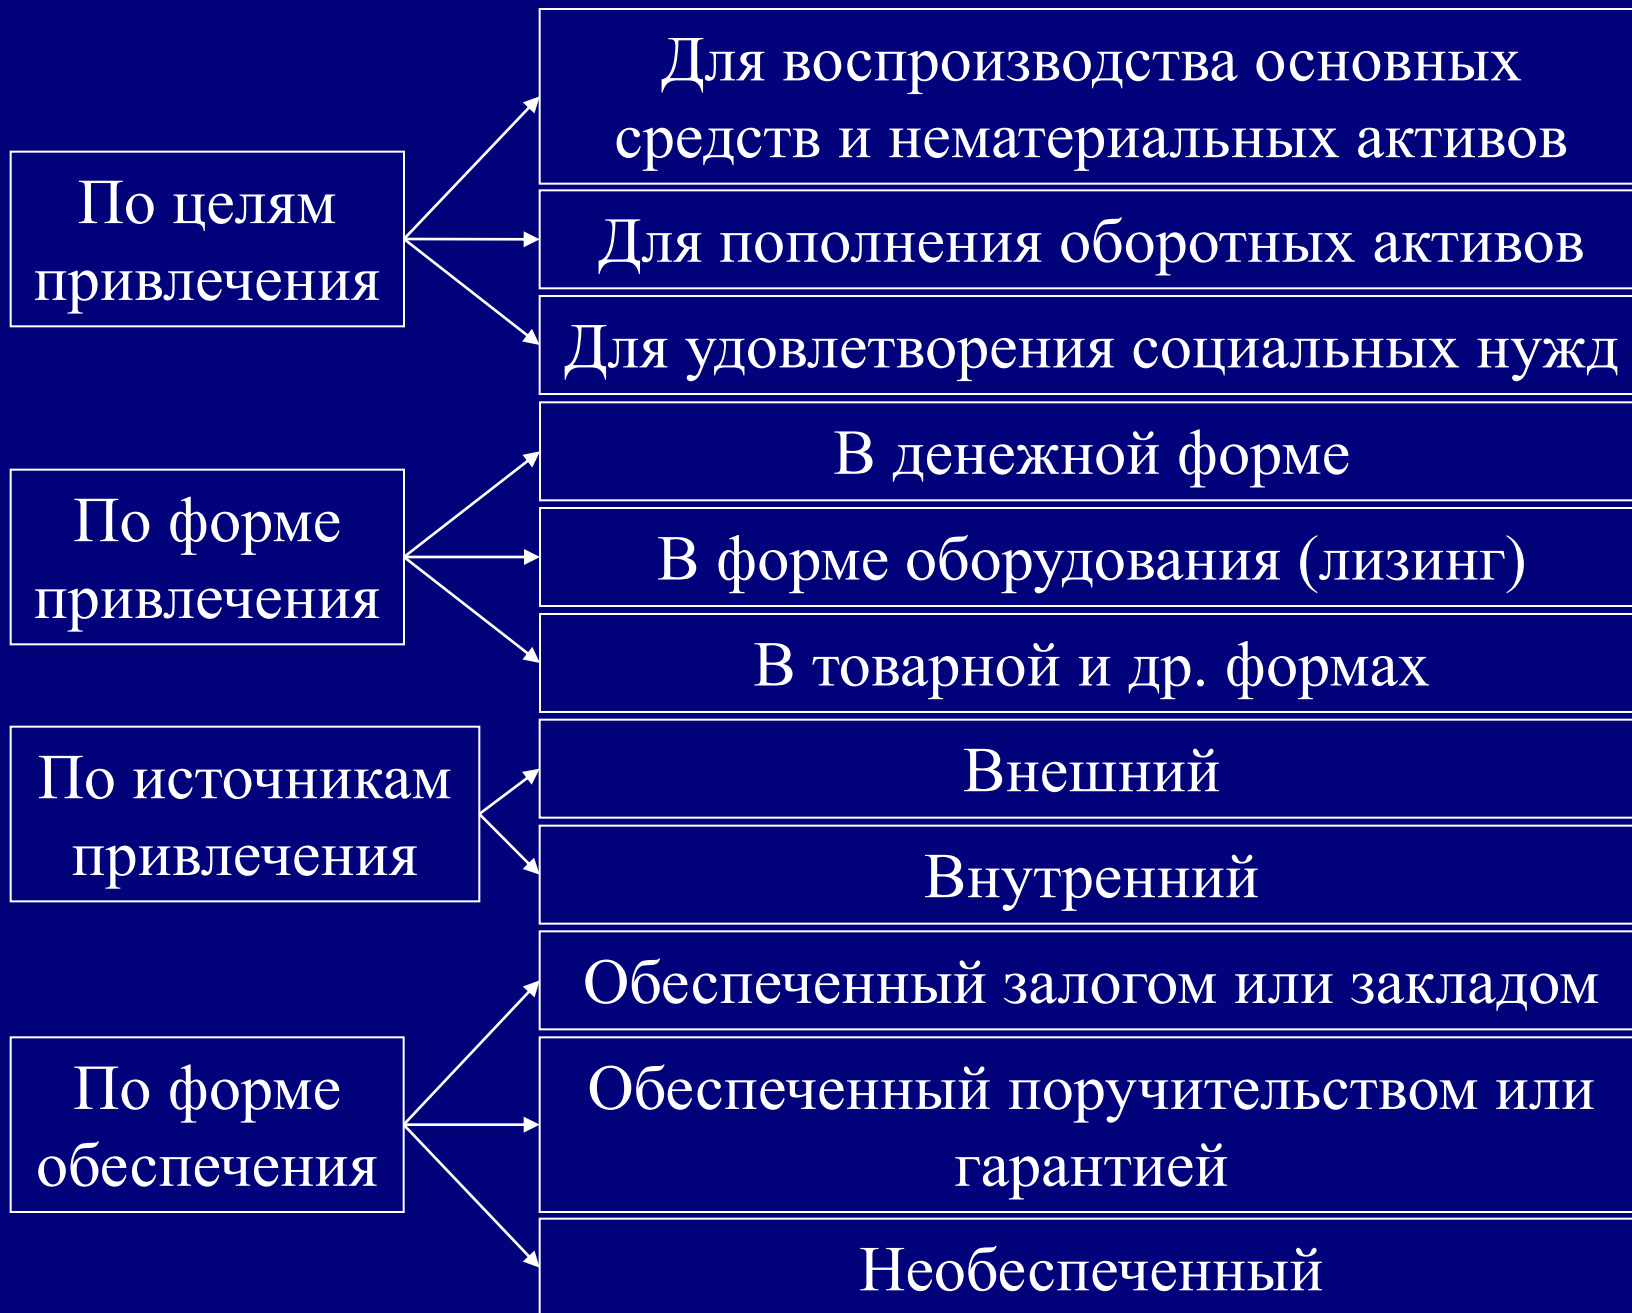 По целям
привлечения
Для воспроизводства основных
средств и нематериальных активов
Для пополнения оборотных активов
Для удовлетворения социальных нужд
По форме
привлечения
В денежной форме
В форме оборудования (лизинг)
В товарной и др. формах
По источникам
привлечения
Внешний
Внутренний
По форме
обеспечения
Обеспеченный залогом или закладом
Обеспеченный поручительством или
гарантией
Необеспеченный